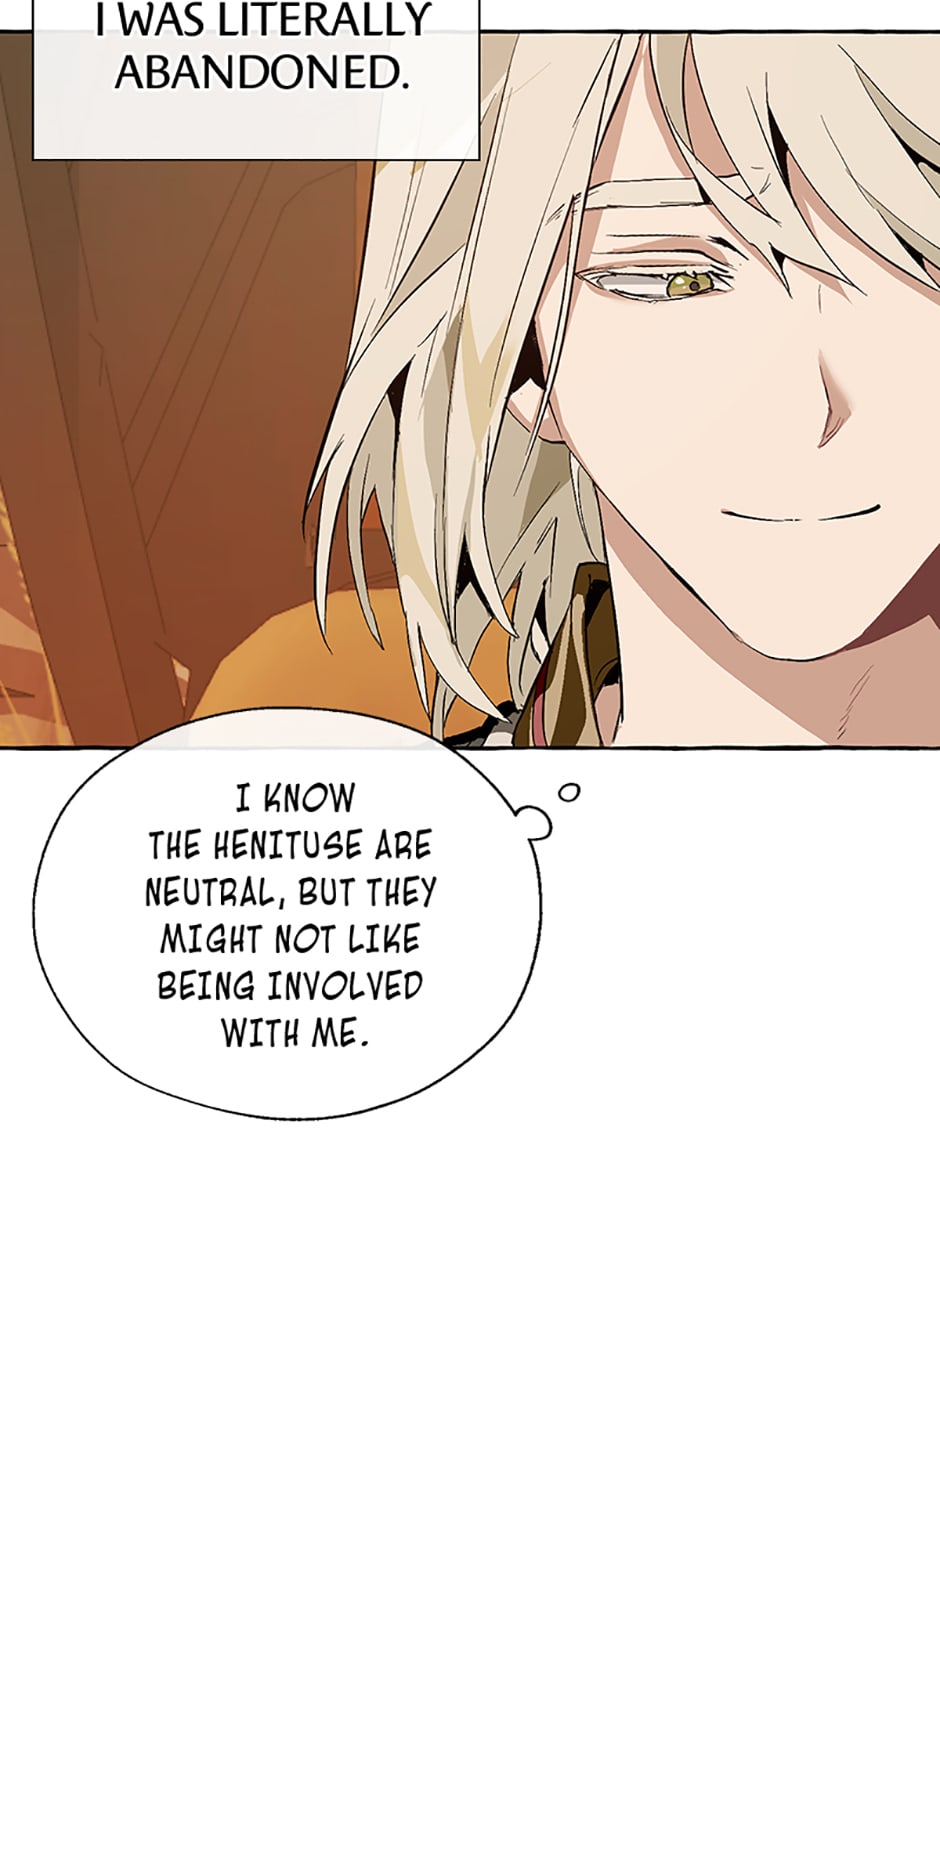 I WAS LITERALLY
ABANDONED.
I KNOW
THE HENITUSE ARE
NEUTRAL, BUT THEY
MIGHT NOT LIKE
BEING INVOLVED
WITH ME.